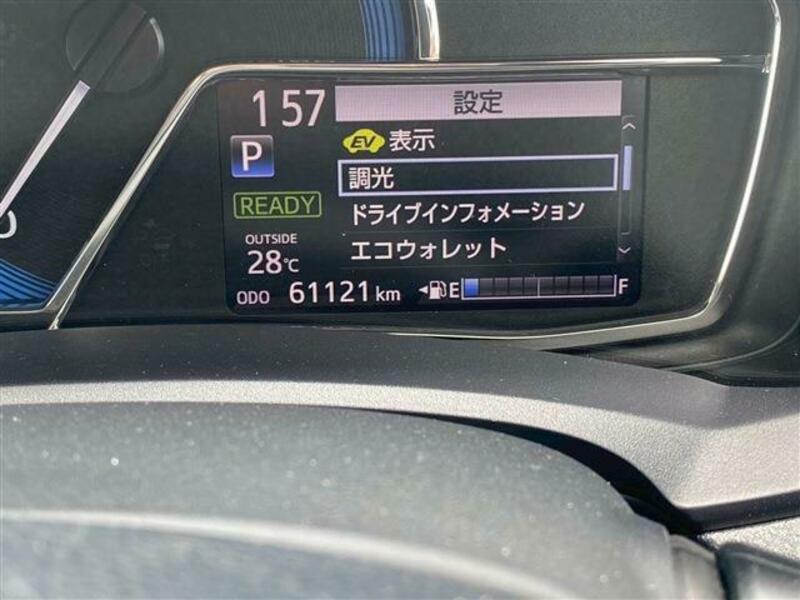 157
設定
EV 表示
P
調光
READY
ドライブインフォメーション
OUTSIDE
28℃
エコウォレット
ODO 61121 km
E F